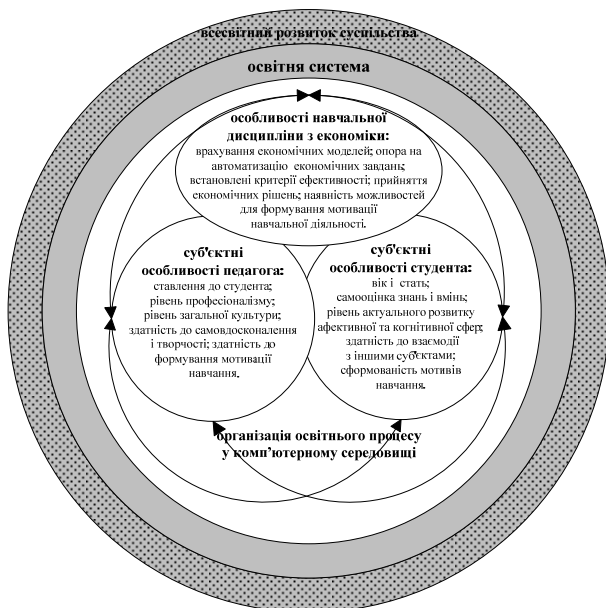 всесвітний розвиток суспільства
освітня система
особливості навчальної
дисципліни з економіки:
врахування економічних моделей; опора на
автоматизацію економічних завдань;
встановлені критерії ефективності; прийняття
економічних рішень; наявність можливостей
для формування мотивації
навчальної діяльності.
суб'єктні
особливості педагога:
ставлення до студента;
рівень професіоналізму;
рівень загальної культури;
здатність до самовдосконалення
і творчості; здатність до
формування мотивації
навчання.
суб'єктні
особливості студента:
вік і стать;
самооцінка знань і вмінь;
рівень актуального розвитку
афективної та когнітивної сфер;
здатність до взаємодії
з іншими суб'єктами;
сформованість мотивів
навчання.
організація освітнього процесу
у комп’ютерному середовищі